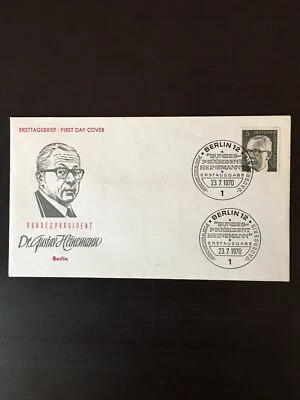 ERSTTAGSBRIEF - FIRST DAY COVER
BUNDESPRÄSIDENT
Dr. Gustav Heinemann
Berlin
5
BERLIN 12
"BUNDES-
PRÄSIDENT
HEINEMANN"
ERSTAUSGABE
23.7.1970
1
BERLIN 12
"BUNDES-
PRÄSIDENT
HEINEMANN"
ERSTAUSGABE
23.7.1970
1